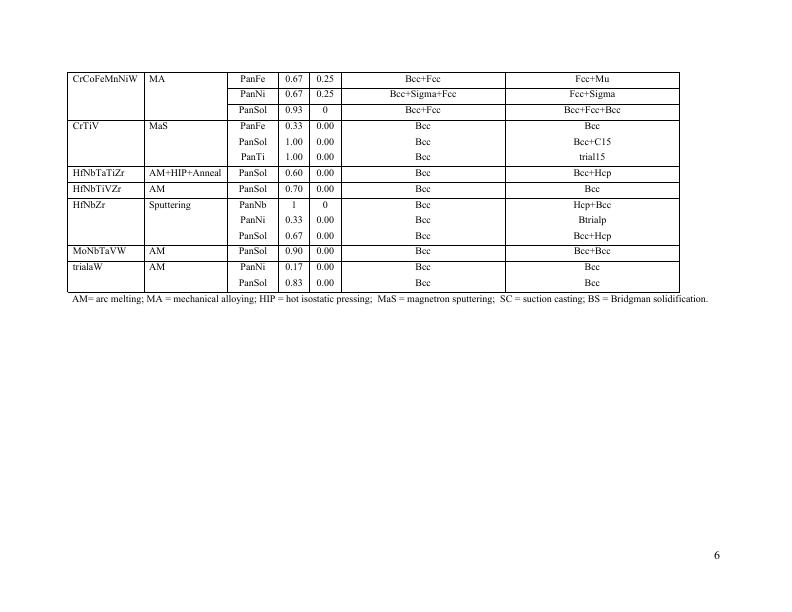 CrCoFeMnNiW MA PanFe 0.67 0.25 Bcc+Fcc Fcc+Mu
PanNi 0.67 0.25 Bcc+Sigma+Fcc Fcc+Sigma
PanSol 0.93 0 Bcc+Fcc Bcc+Fcc+Bcc
CrTiV MaS PanFe 0.33 0.00 Bcc Bcc
PanSol 1.00 0.00 Bcc Bcc+C15
PanTi 1.00 0.00 Bcc trial15
HfNbTaTiZr AM+HIP+Anneal PanSol 0.60 0.00 Bcc Bcc+Hcp
HfNbTiVZr AM PanSol 0.70 0.00 Bcc Bcc
HfNbZr Sputtering PanNb 1 0 Bcc Hcp+Bcc
PanNi 0.33 0.00 Bcc Btrialp
PanSol 0.67 0.00 Bcc Bcc+Hcp
MoNbTaVW AM PanSol 0.90 0.00 Bcc Bcc+Bcc
trialaW AM PanNi 0.17 0.00 Bcc Bcc
PanSol 0.83 0.00 Bcc Bcc
AM= arc melting; MA = mechanical alloying; HIP = hot isostatic pressing; MaS = magnetron sputtering; SC = suction casting; BS = Bridgman solidification.
6